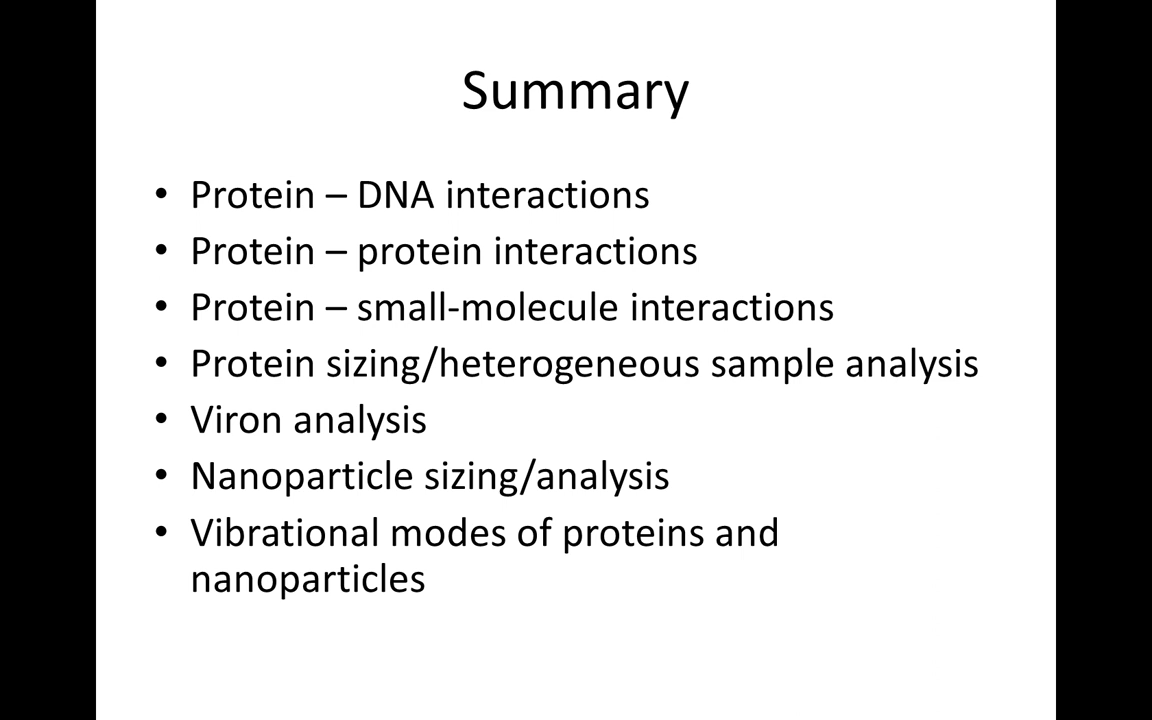 Summary
• Protein – DNA interactions
• Protein – protein interactions
• Protein – small-molecule interactions
• Protein sizing/heterogeneous sample analysis
• Viron analysis
• Nanoparticle sizing/analysis
• Vibrational modes of proteins and
nanoparticles